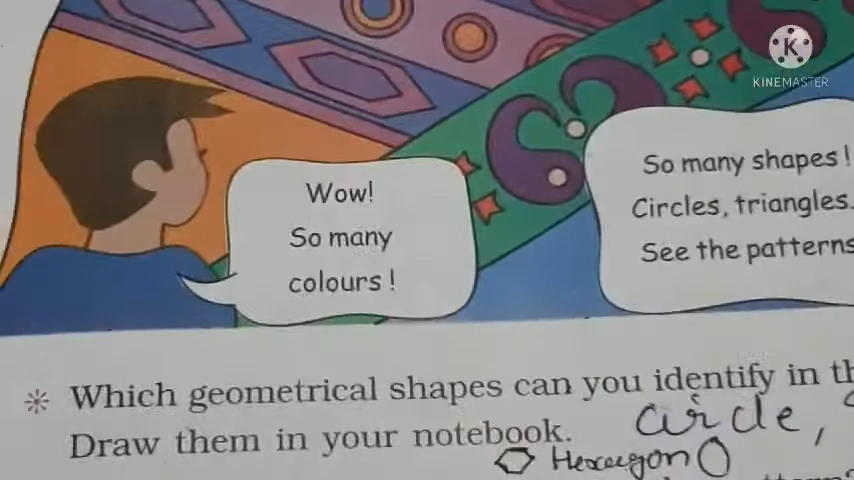 KINEMASTER
Wow!
So many
colours !
So many shapes !
Circles, triangles.
See the patterns
Which geometrical shapes can you identify in th
Draw them in your notebook.
circle,
Hexagon